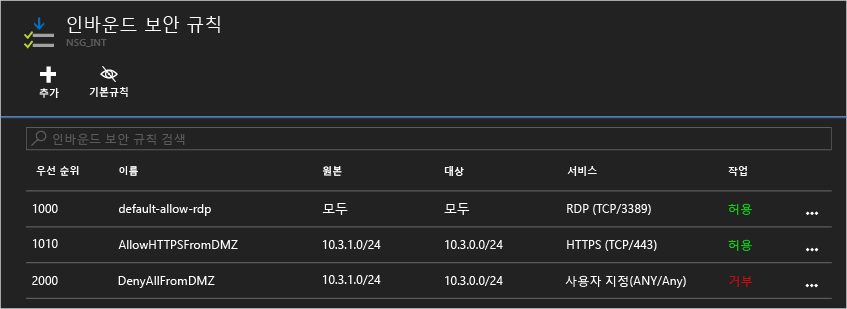 인바운드 보안 규칙
NSG_INT
추가 기본규칙
인바운드 보안 규칙 검색
우선 순위 이름 원본 대상 서비스 작업
1000 default-allow-rdp 모두 모두 RDP (TCP/3389) 허용 ...
1010 AllowHTTPSFromDMZ 10.3.1.0/24 10.3.0.0/24 HTTPS (TCP/443) 허용 ...
2000 DenyAllFromDMZ 10.3.1.0/24 10.3.0.0/24 사용자 지정(ANY/Any) 거부 ...